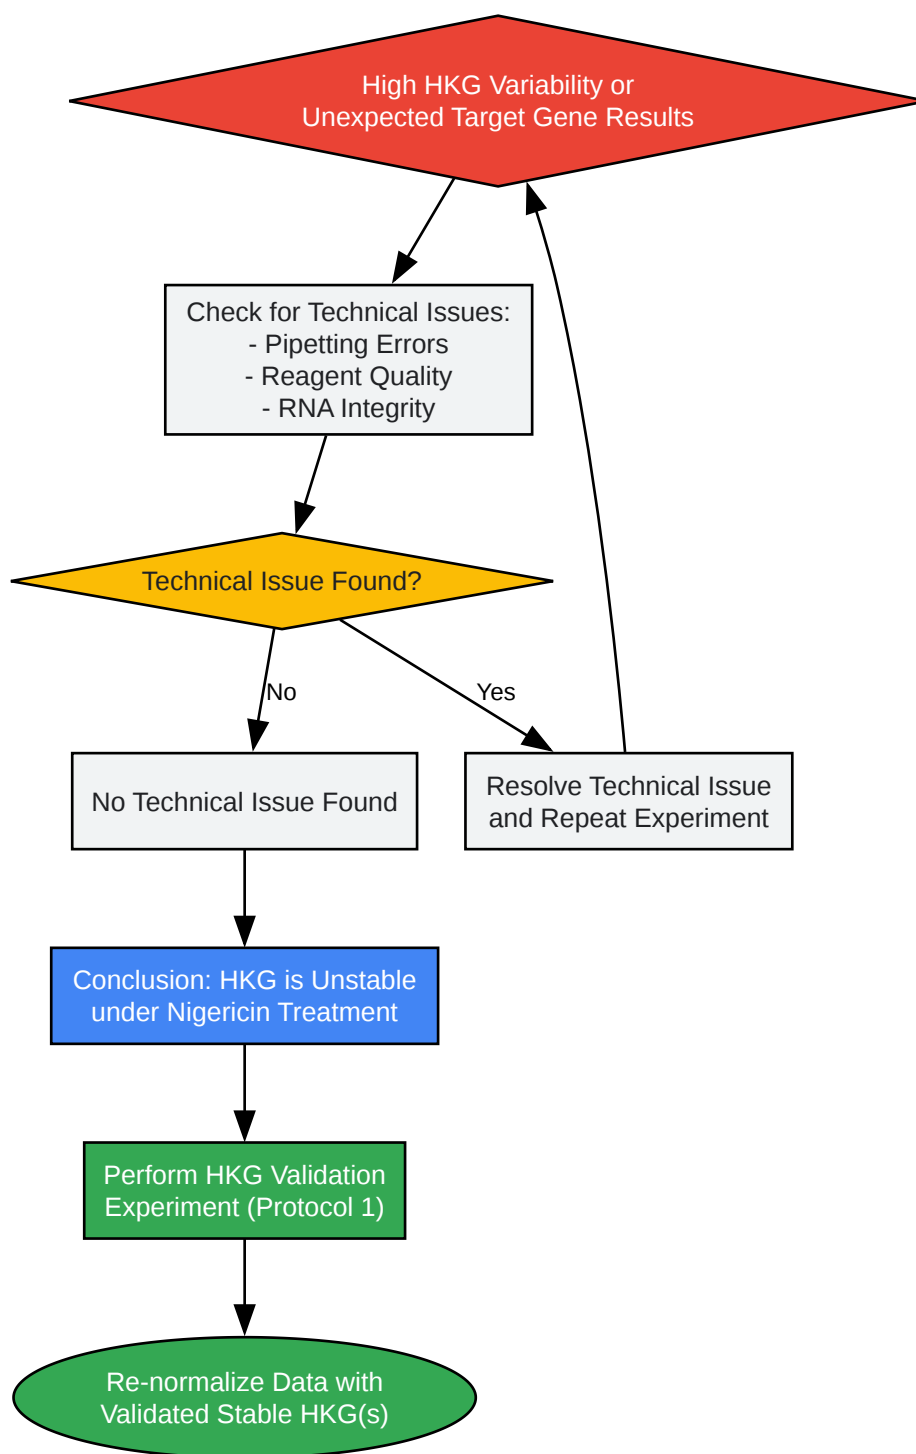 High HKG Variability or
Unexpected Target Gene Results
Check for Technical Issues:
- Pipetting Errors
- Reagent Quality
- RNA Integrity
Technical Issue Found?
No
Yes
No Technical Issue Found
Resolve Technical Issue
and Repeat Experiment
Conclusion: HKG is Unstable
under Nigericin Treatment
Perform HKG Validation
Experiment (Protocol 1)
Re-normalize Data with
Validated Stable HKG(s)